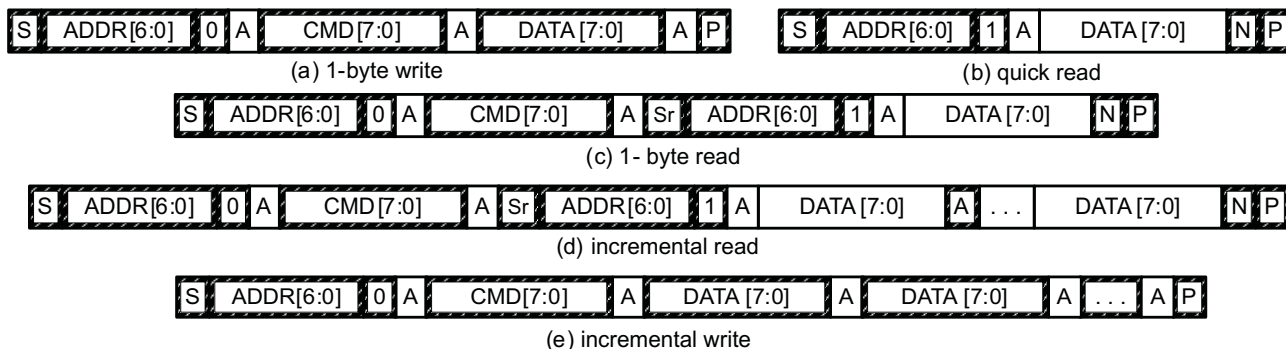 S ADDR[6:0] 0 A CMD[7:0] A DATA [7:0] A P
(a) 1-byte write
S ADDR[6:0] 1 A DATA [7:0] N P
(b) quick read
S ADDR[6:0] 0 A CMD[7:0] A Sr ADDR[6:0] 1 A DATA [7:0] N P
(c) 1- byte read
S ADDR[6:0] 0 A CMD[7:0] A Sr ADDR[6:0] 1 A DATA [7:0] A . . . DATA [7:0] N P
(d) incremental read
S ADDR[6:0] 0 A CMD[7:0] A DATA [7:0] A DATA [7:0] A . . . A P
(e) incremental write